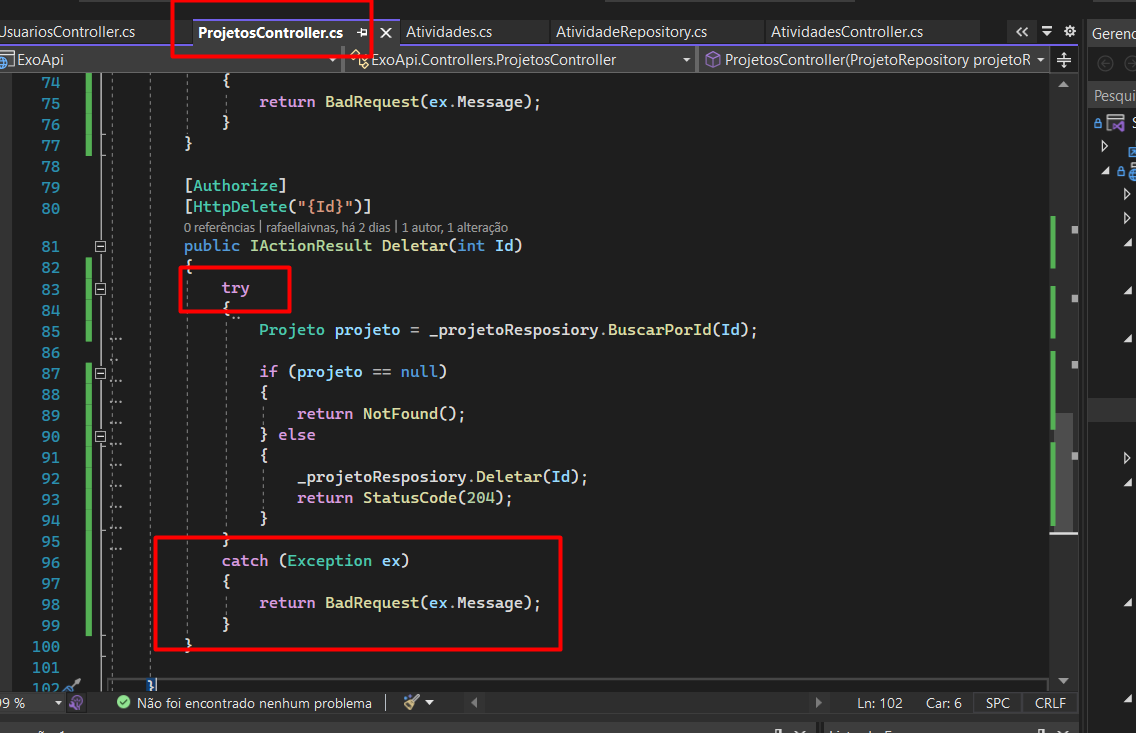 UsuariosController.cs ProjetosController.cs Atividades.cs AtividadeRepository.cs AtividadesController.cs Gerenc
ExoApi ExoApi.Controllers.ProjetosController ProjetosController(ProjetoRepository projetoR
Pesqui
74 {
75 return BadRequest(ex.Message);
76 }
77 }
78
79 [Authorize]
80 [HttpDelete("{Id}")]
0 referências | rafaellaivnas, há 2 dias | 1 autor, 1 alteração
81 public IActionResult Deletar(int Id)
82 {
83 try
84 {
85 Projeto projeto = _projetoResposiory.BuscarPorId(Id);
86
87 if (projeto == null)
88 {
89 return NotFound();
90 } else
91 {
92 _projetoResposiory.Deletar(Id);
93 return StatusCode(204);
94 }
95 }
96 catch (Exception ex)
97 {
98 return BadRequest(ex.Message);
99 }
100 }
101
102 }
99 % Não foi encontrado nenhum problema Ln: 102 Car: 6 SPC CRLF